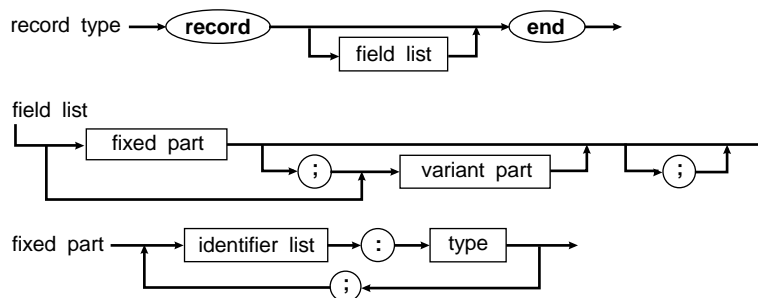 record type record end
field list
field list
fixed part ; variant part ;
fixed part identifier list : type
;